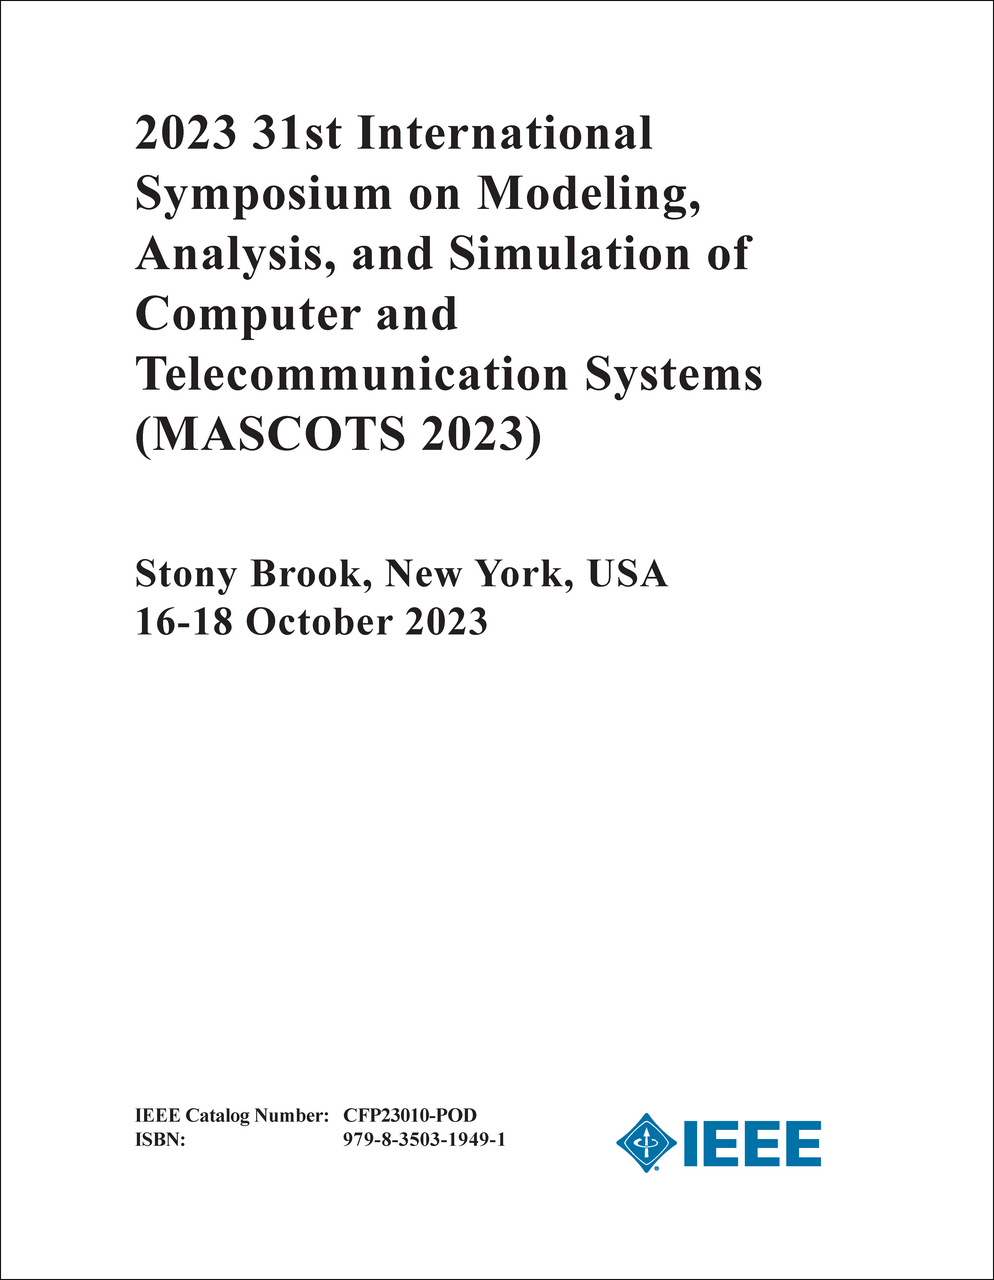 2023 31st International
Symposium on Modeling,
Analysis, and Simulation of
Computer and
Telecommunication Systems
(MASCOTS 2023)
Stony Brook, New York, USA
16-18 October 2023
IEEE Catalog Number: CFP23010-POD
ISBN: 979-8-3503-1949-1
IEEE